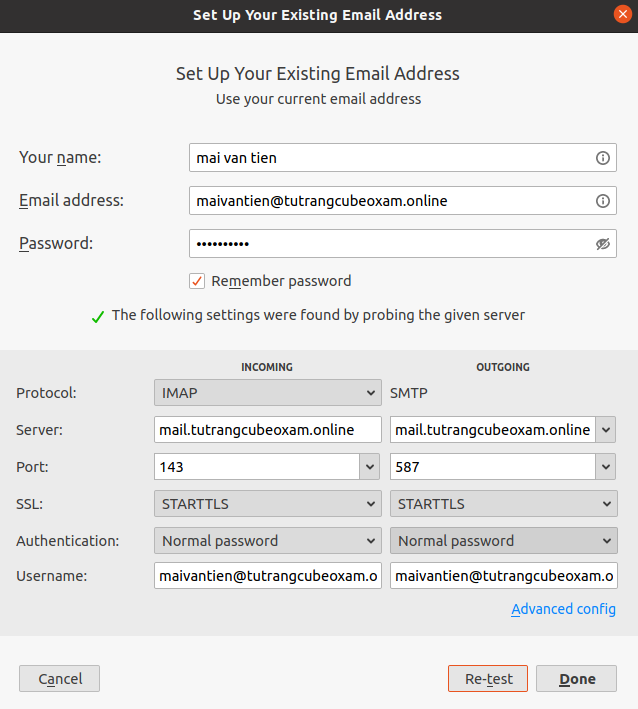 Set Up Your Existing Email Address
Set Up Your Existing Email Address
Use your current email address
Your name: mai van tien
Email address: maivantien@tutrangcubeoxam.online
Password: ••••••••••
Remember password
The following settings were found by probing the given server
INCOMING OUTGOING
Protocol: IMAP SMTP
Server: mail.tutrangcubeoxam.online mail.tutrangcubeoxam.online
Port: 143 587
SSL: STARTTLS STARTTLS
Authentication: Normal password Normal password
Username: maivantien@tutrangcubeoxam.o maivantien@tutrangcubeoxam.o
Advanced config
Cancel Re-test Done